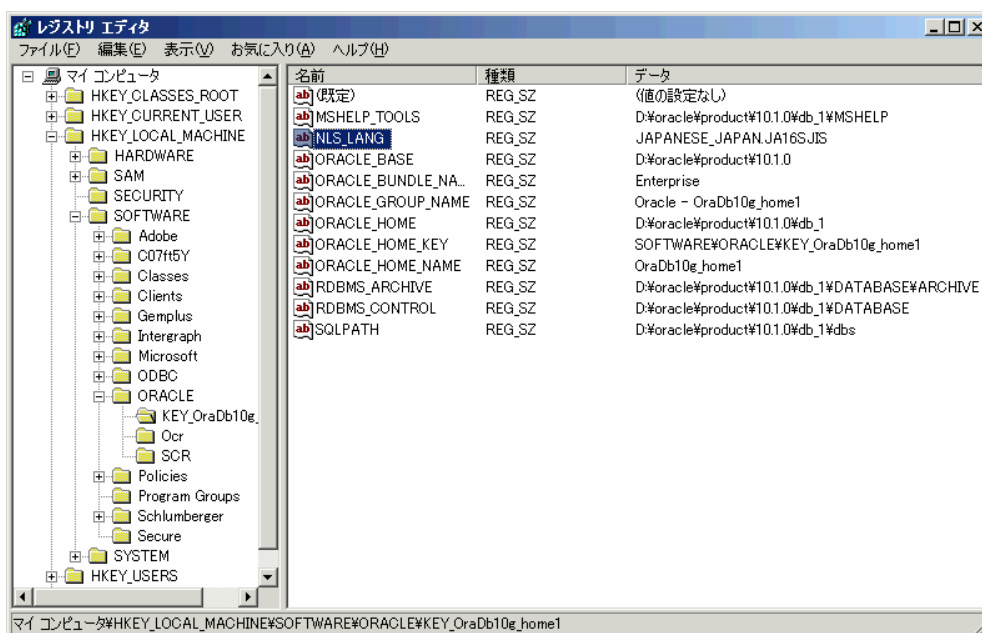 レジストリ エディタ
ファイル(F) 編集(E) 表示(V) お気に入り(A) ヘルプ(H)
マイ コンピュータ
HKEY_CLASSES_ROOT
HKEY_CURRENT_USER
HKEY_LOCAL_MACHINE
HARDWARE
SAM
SECURITY
SOFTWARE
Adobe
C07ft5Y
Classes
Clients
Gemplus
Intergraph
Microsoft
ODBC
ORACLE
KEY_OraDb10g_
Ocr
SCR
Policies
Program Groups
Schlumberger
Secure
SYSTEM
HKEY_USERS
名前 種類 データ
(既定) REG_SZ (値の設定なし)
MSHELP_TOOLS REG_SZ D:¥oracle¥product¥10.1.0¥db_1¥MSHELP
NLS_LANG REG_SZ JAPANESE_JAPAN.JA16SJIS
ORACLE_BASE REG_SZ D:¥oracle¥product¥10.1.0
ORACLE_BUNDLE_NA... REG_SZ Enterprise
ORACLE_GROUP_NAME REG_SZ Oracle - OraDb10g_home1
ORACLE_HOME REG_SZ D:¥oracle¥product¥10.1.0¥db_1
ORACLE_HOME_KEY REG_SZ SOFTWARE¥ORACLE¥KEY_OraDb10g_home1
ORACLE_HOME_NAME REG_SZ OraDb10g_home1
RDBMS_ARCHIVE REG_SZ D:¥oracle¥product¥10.1.0¥db_1¥DATABASE¥ARCHIVE
RDBMS_CONTROL REG_SZ D:¥oracle¥product¥10.1.0¥db_1¥DATABASE
SQLPATH REG_SZ D:¥oracle¥product¥10.1.0¥db_1¥dbs
マイ コンピュータ¥HKEY_LOCAL_MACHINE¥SOFTWARE¥ORACLE¥KEY_OraDb10g_home1